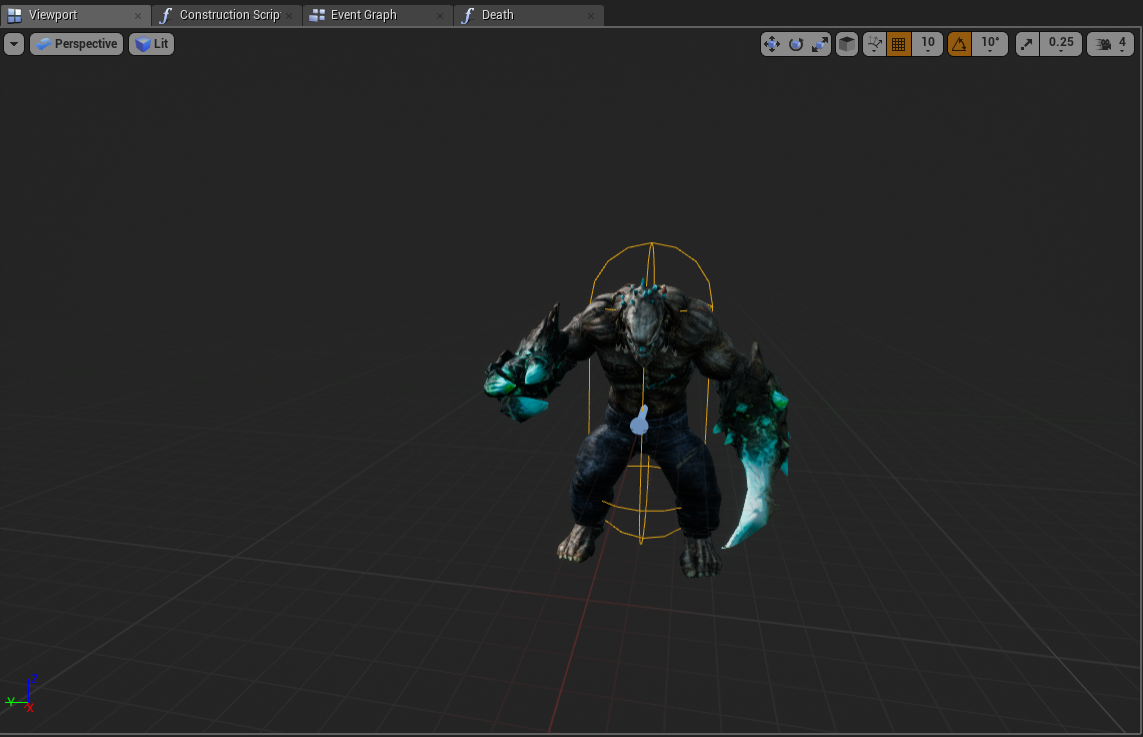 Viewport
Construction Scrip
Event Graph
Death
Perspective
Lit
10
10°
0.25
4
Z
Y
X